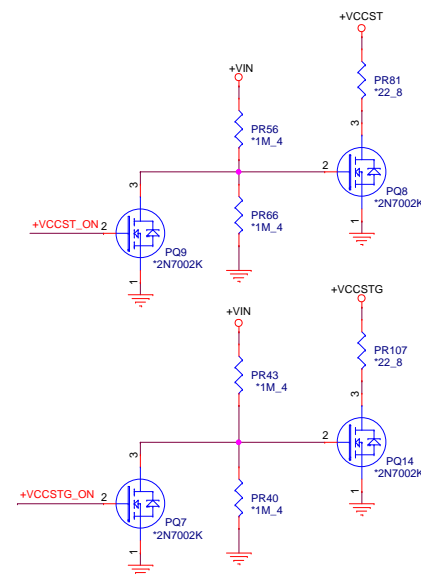 +VCCST
+VIN
PR81
*22_8
PR56
*1M_4
3
3
2
PQ8
*2N7002K
PR66
*1M_4
+VCCST_ON
2
PQ9
*2N7002K
1
1
+VCCSTG
+VIN
PR107
*22_8
PR43
*1M_4
3
3
2
PQ14
*2N7002K
PR40
*1M_4
+VCCSTG_ON
2
PQ7
*2N7002K
1
1